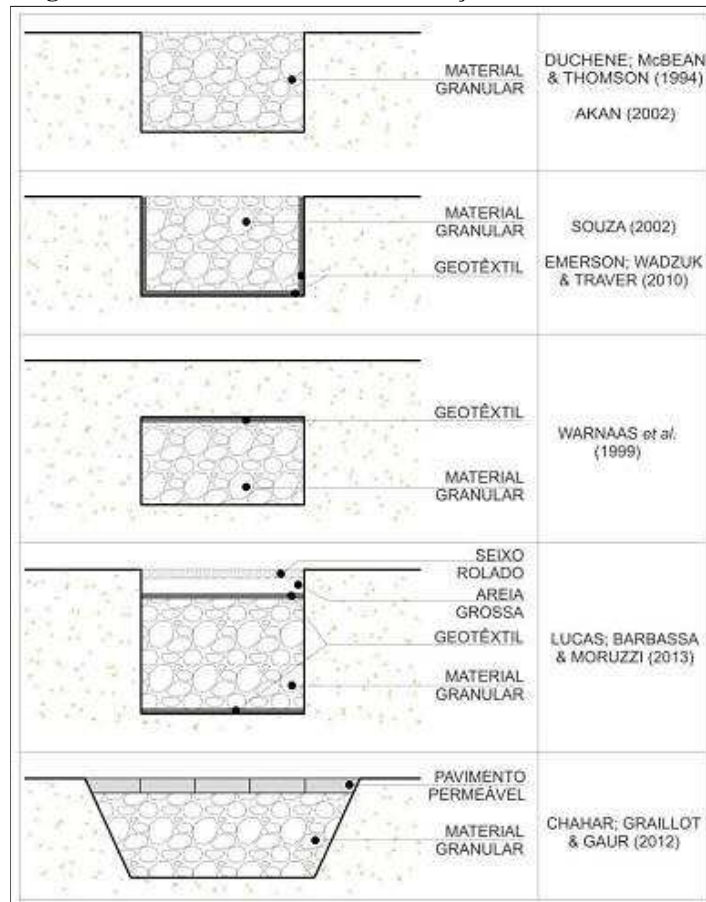 MATERIAL
GRANULAR
DUCHENE; McBEAN
& THOMSON (1994)
AKAN (2002)
MATERIAL
GRANULAR
GEOTÊXTIL
SOUZA (2002)
EMERSON; WADZUK
& TRAVER (2010)
GEOTÊXTIL
MATERIAL
GRANULAR
WARNAAS et al.
(1999)
SEIXO
ROLADO
AREIA
GROSSA
GEOTÊXTIL
MATERIAL
GRANULAR
LUCAS; BARBASSA
& MORUZZI (2013)
PAVIMENTO
PERMEÁVEL
MATERIAL
GRANULAR
CHAHAR; GRAILLOT
& GAUR (2012)